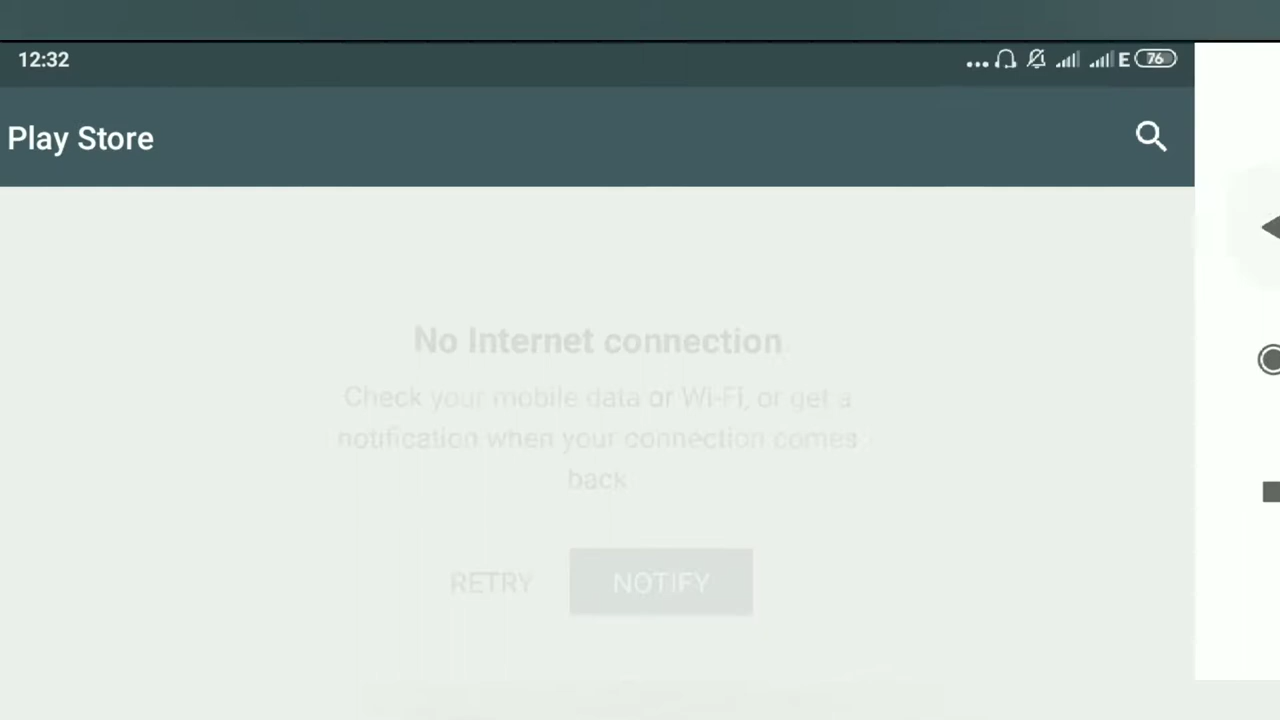 12:32
... E 76
Play Store
No Internet connection
Check your mobile data or Wi-Fi, or get a
notification when your connection comes
back
RETRY
NOTIFY